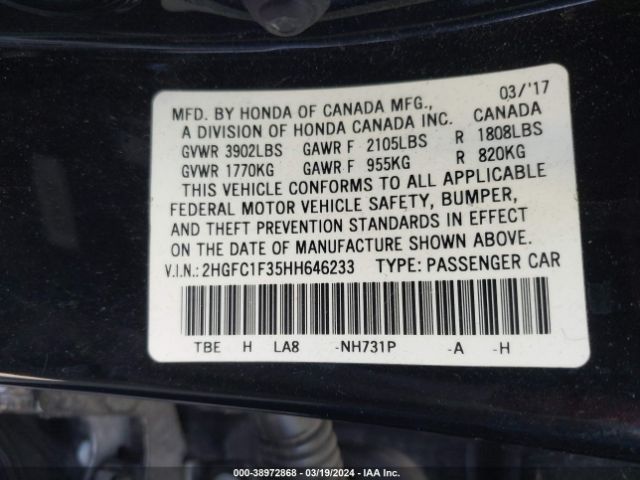 03/'17
MFD. BY HONDA OF CANADA MFG.,
A DIVISION OF HONDA CANADA INC. CANADA
GVWR 3902LBS GAWR F 2105LBS R 1808LBS
GVWR 1770KG GAWR F 955KG R 820KG
THIS VEHICLE CONFORMS TO ALL APPLICABLE
FEDERAL MOTOR VEHICLE SAFETY, BUMPER,
AND THEFT PREVENTION STANDARDS IN EFFECT
ON THE DATE OF MANUFACTURE SHOWN ABOVE.
V.I.N.: 2HGFC1F35HH646233 TYPE: PASSENGER CAR
TBE H LA8 -NH731P -A -H
000-38972868 - 03/19/2024 - IAA Inc.